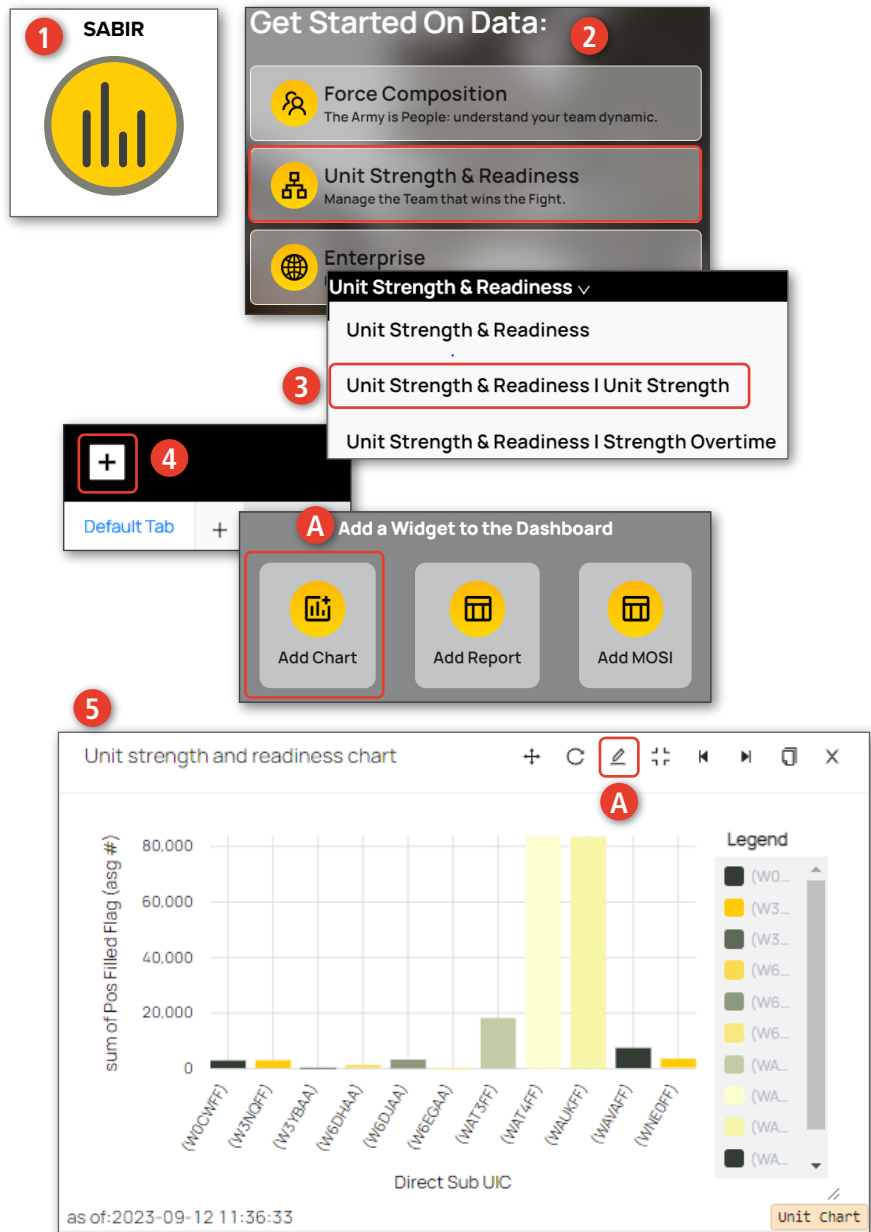 1
SABIR
Get Started On Data:
2
Force Composition
The Army is People: understand your team dynamic.
Unit Strength & Readiness
Manage the Team that wins the Fight.
Enterprise
Unit Strength & Readiness
Unit Strength & Readiness
3
Unit Strength & Readiness | Unit Strength
Unit Strength & Readiness | Strength Overtime
+
4
Default Tab +
A
Add a Widget to the Dashboard
Add Chart
Add Report
Add MOSI
5
Unit strength and readiness chart
A
sum of Pos Filled Flag (asg #)
80,000
60,000
40,000
20,000
0
(W0CWFF)
(W3NQFF)
(W3YBAA)
(W6DHAA)
(W6DJAA)
(W6EGAA)
(WAT3FF)
(WAT4FF)
(WAUKFF)
(WAVAFF)
(WNE0FF)
Direct Sub UIC
Legend
(W0...
(W3...
(W3...
(W6...
(W6...
(W6...
(WA...
(WA...
(WA...
(WA...
as of:2023-09-12 11:36:33
Unit Chart